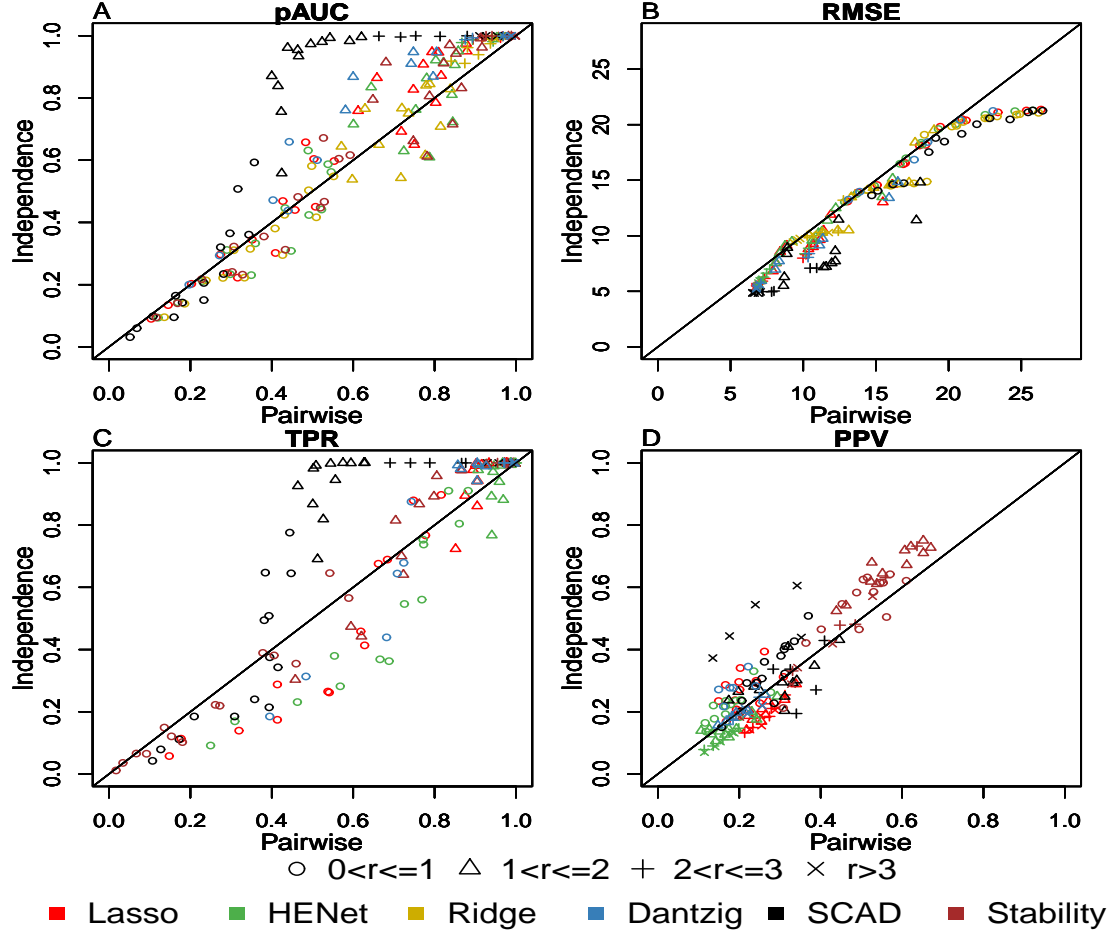 A pAUC B RMSE
Independence
0.0 0.2 0.4 0.6 0.8 1.0
0.0 0.2 0.4 0.6 0.8 1.0
Pairwise
Independence
0 5 10 15 20 25
0 5 10 15 20 25
Pairwise
C TPR D PPV
Independence
0.0 0.2 0.4 0.6 0.8 1.0
0.0 0.2 0.4 0.6 0.8 1.0
Pairwise
Independence
0.0 0.2 0.4 0.6 0.8 1.0
0.0 0.2 0.4 0.6 0.8 1.0
Pairwise
0<r<=1 1<r<=2 2<r<=3 r>3
Lasso HENet Ridge Dantzig SCAD Stability